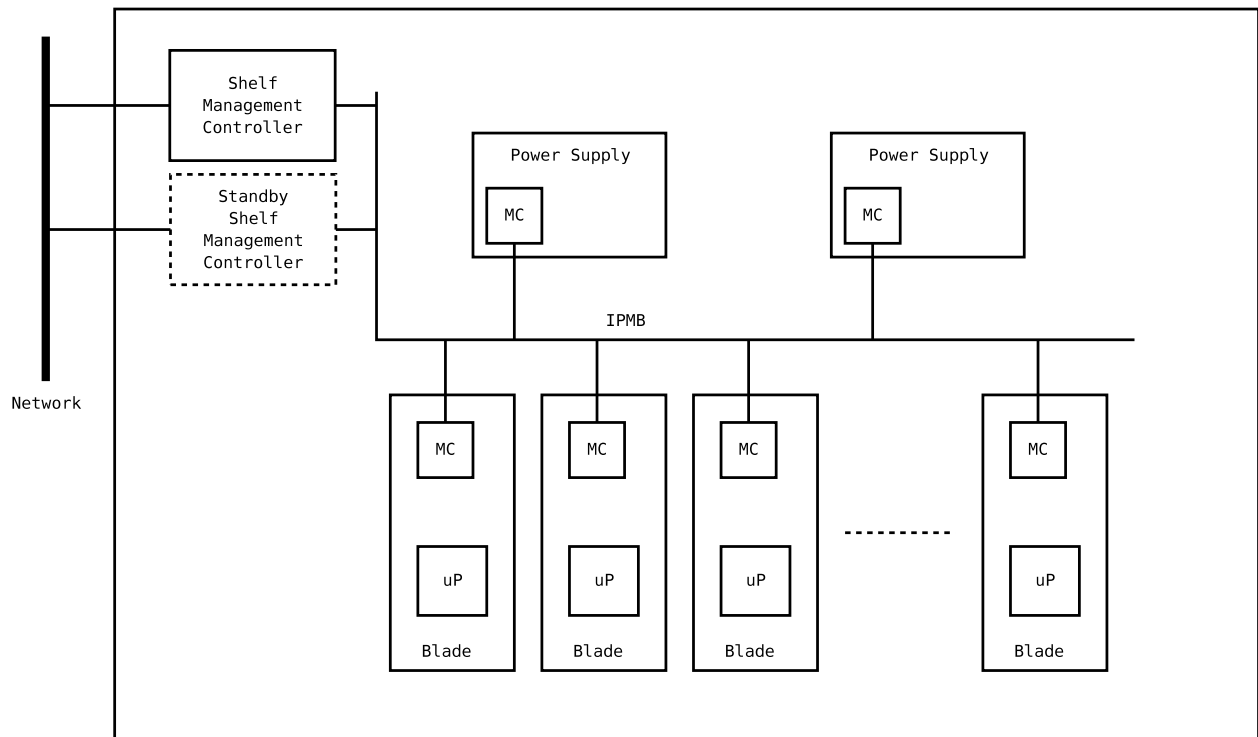 Shelf
Management
Controller
Standby
Shelf
Management
Controller
Power Supply
MC
Power Supply
MC
IPMB
Network
MC
MC
MC
MC
uP
uP
uP
uP
Blade
Blade
Blade
Blade